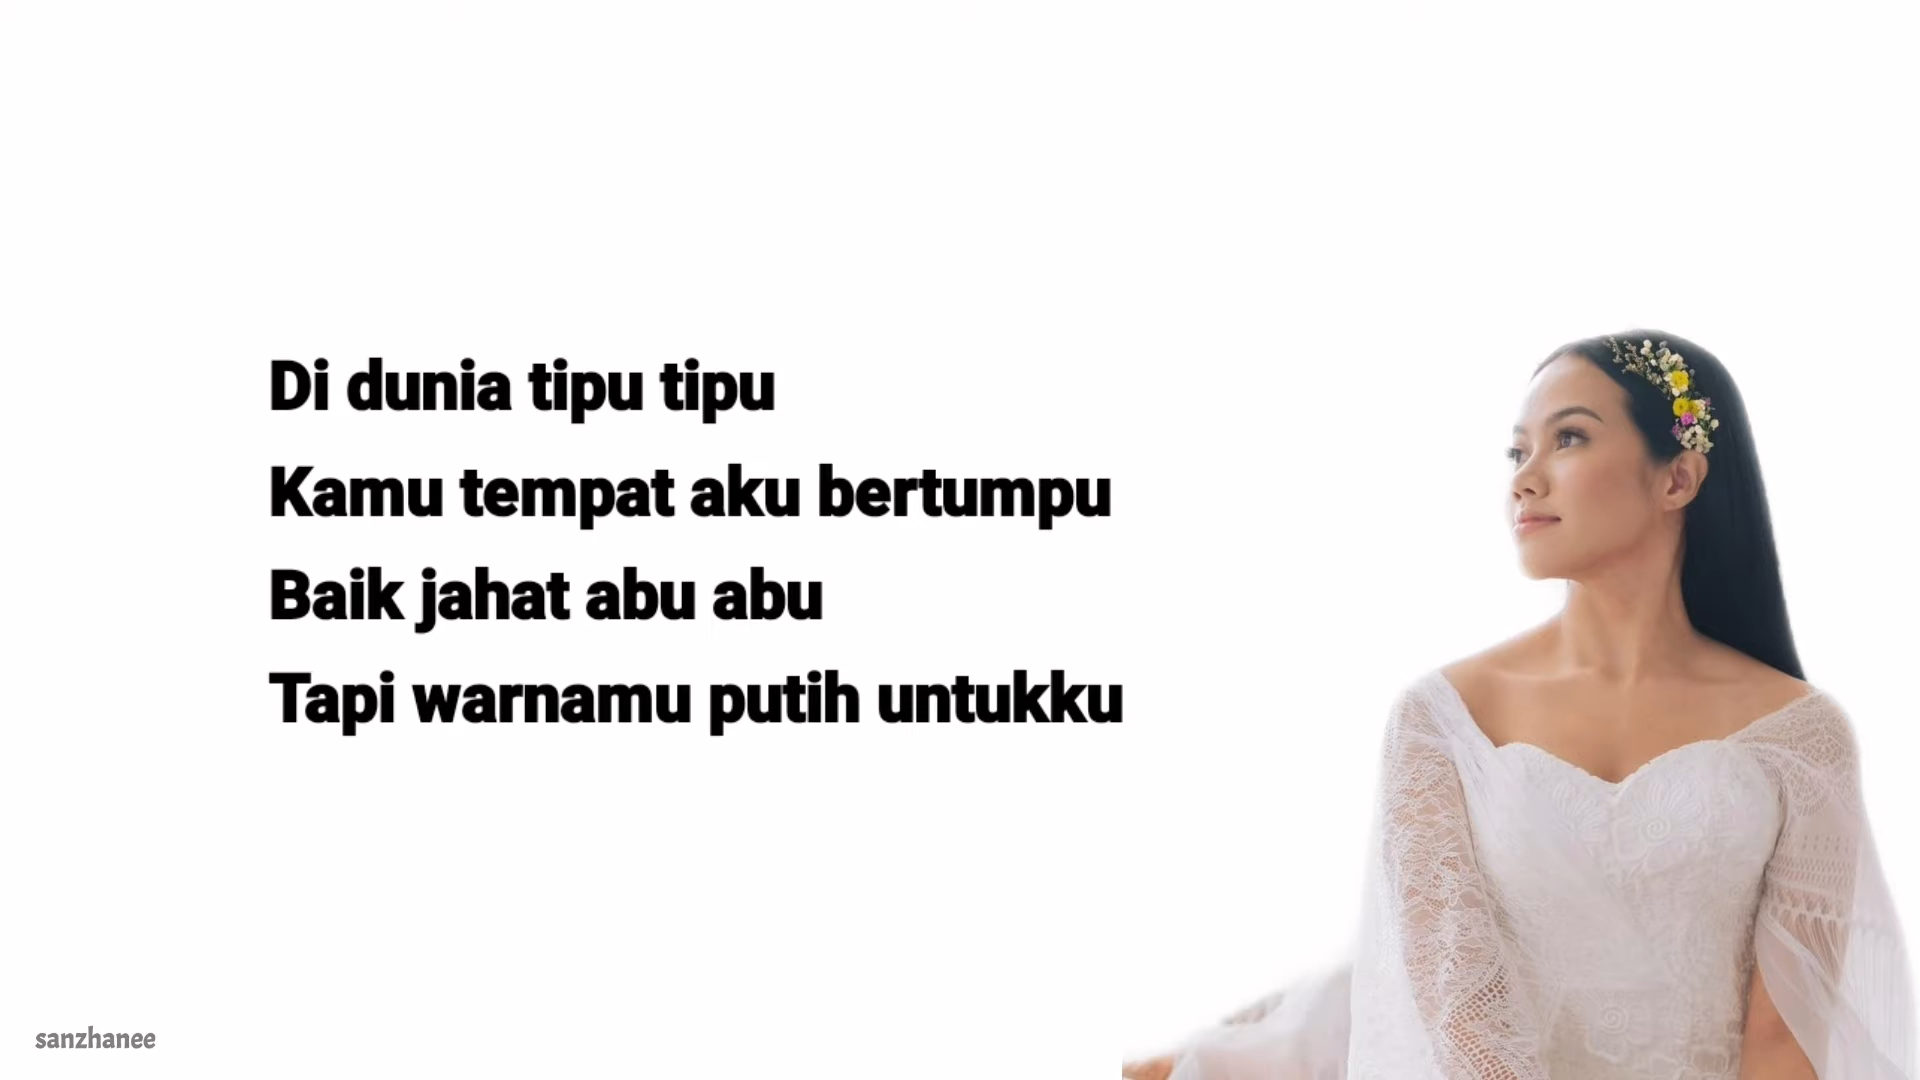 Di dunia tipu tipu
Kamu tempat aku bertumpu
Baik jahat abu abu
Tapi warnamu putih untukku
sanzhanee